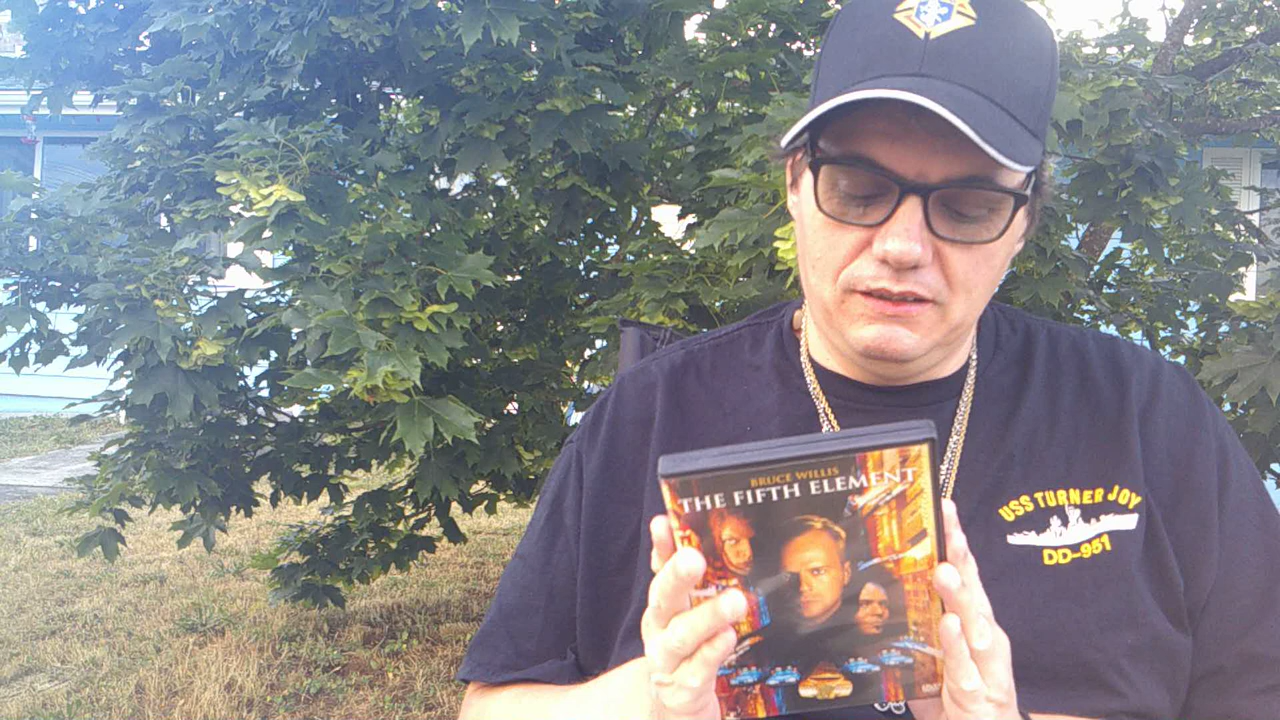 BRUCE WILLIS
THE FIFTH ELEMENT
USS TURNER JOY
DD-951